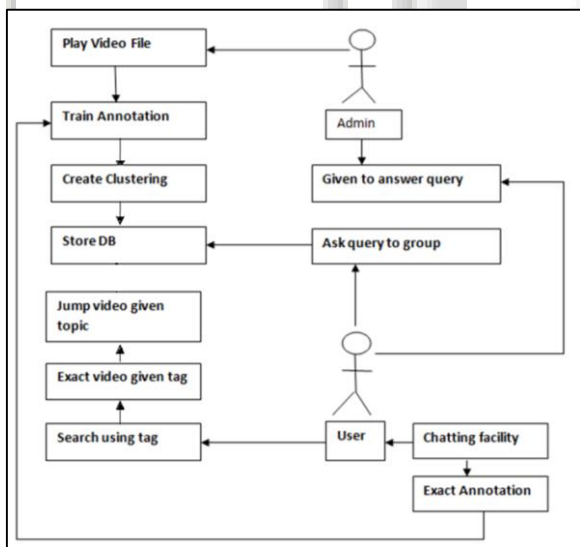 Play Video File
Train Annotation
Admin
Create Clustering
Given to answer query
Store DB
Ask query to group
Jump video given
topic
Exact video given tag
Search using tag
User
Chatting facility
Exact Annotation